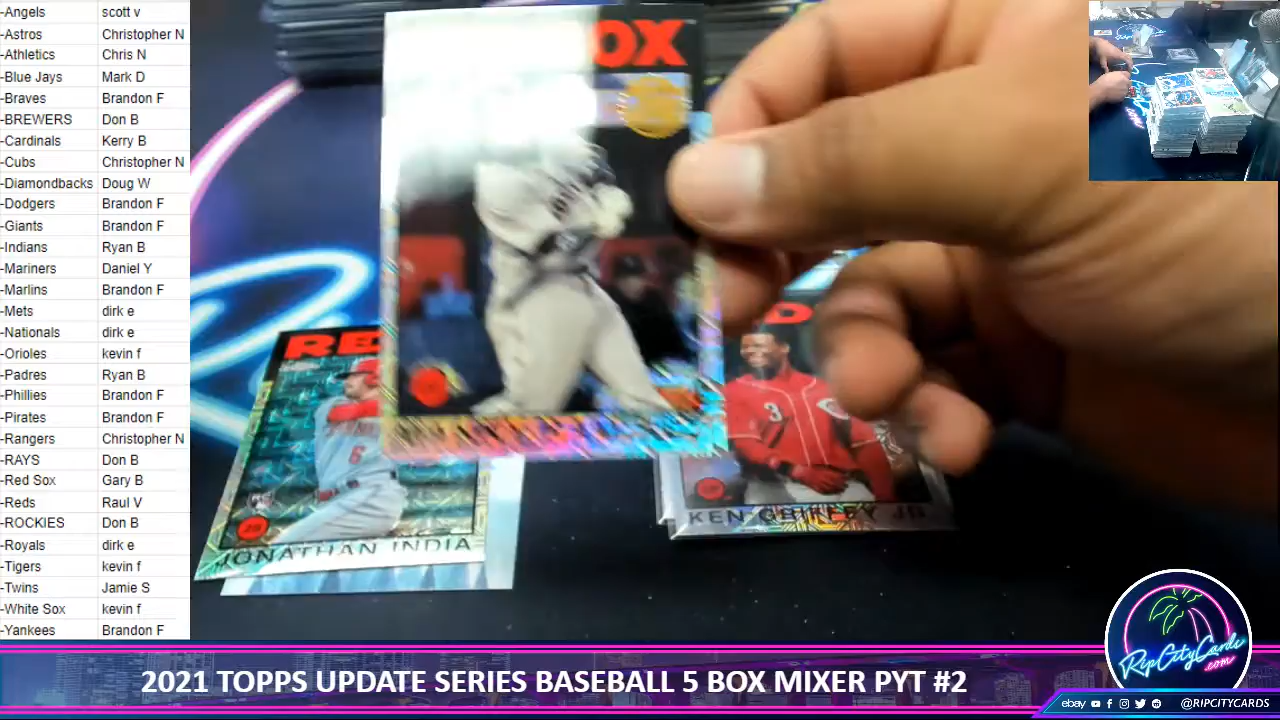 -Angels scott v
-Astros Christopher N
-Athletics Chris N
-Blue Jays Mark D
-Braves Brandon F
-BREWERS Don B
-Cardinals Kerry B
-Cubs Christopher N
-Diamondbacks Doug W
-Dodgers Brandon F
-Giants Brandon F
-Indians Ryan B
-Mariners Daniel Y
-Marlins Brandon F
-Mets dirk e
-Nationals dirk e
-Orioles kevin f
-Padres Ryan B
-Phillies Brandon F
-Pirates Brandon F
-Rangers Christopher N
-RAYS Don B
-Red Sox Gary B
-Reds Raul V
-ROCKIES Don B
-Royals dirk e
-Tigers kevin f
-Twins Jamie S
-White Sox kevin f
-Yankees Brandon F
OX
RE
6
JONATHAN INDIA
D
3
KEN GRIFFEY JR
RipCityCards
.com
2021 TOPPS UPDATE SERIES BASEBALL 5 BOX MIXER PYT #2
ebay
@RIPCITYCARDS